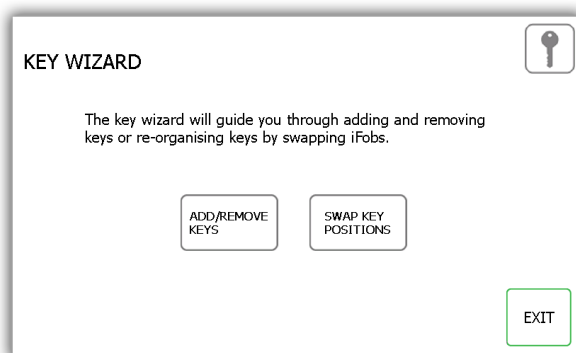 KEY WIZARD
The key wizard will guide you through adding and removing
keys or re-organising keys by swapping iFobs.
ADD/REMOVE
KEYS
SWAP KEY
POSITIONS
EXIT